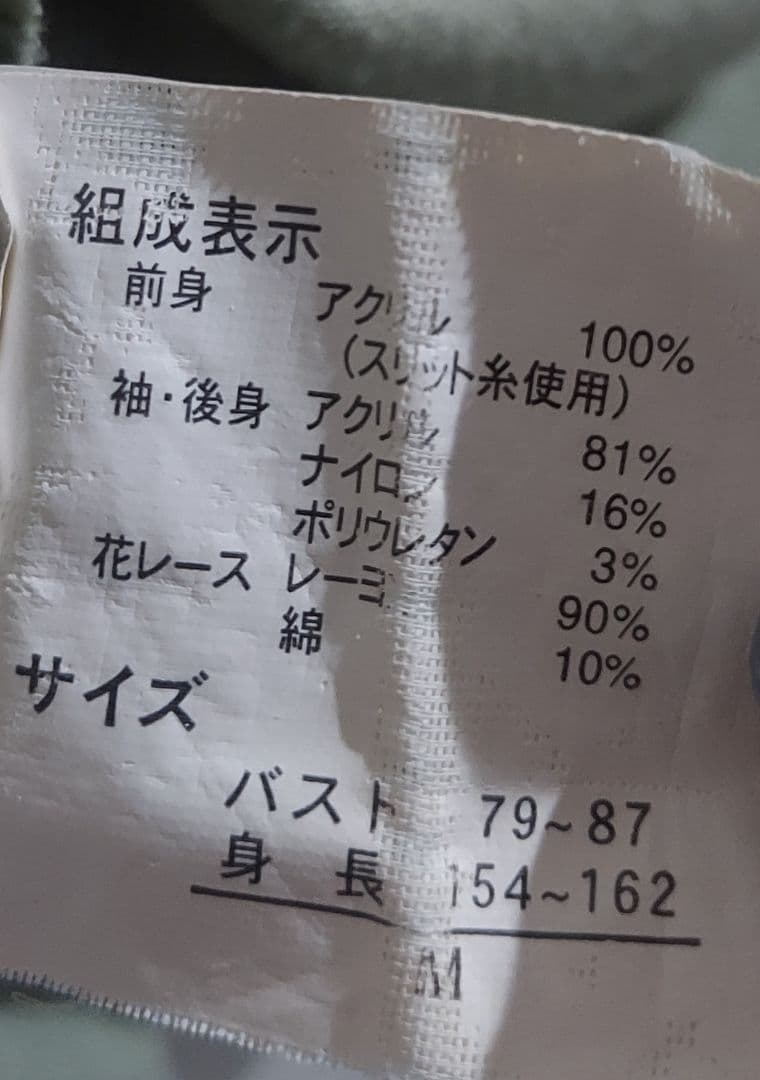 組成表示
前身 アクリル 100%
(スリット糸使用)
袖・後身 アクリル 81%
ナイロン 16%
ポリウレタン 3%
花レース レーヨン 90%
綿 10%
サイズ
バスト 79~87
身長 154~162
M